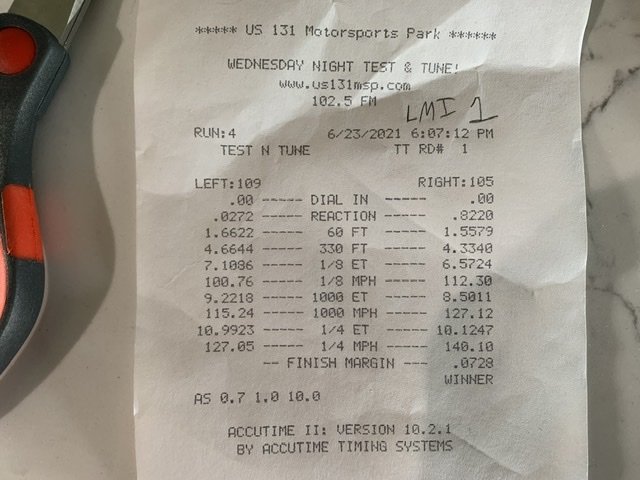 ***** US 131 Motorsports Park ******
WEDNESDAY NIGHT TEST & TUNE!
www.us131msp.com
102.5 FM
LMI 1
RUN:4 6/23/2021 6:07:12 PM
TEST N TUNE TT RD# 1
LEFT:109 RIGHT:105
.00 ----- DIAL IN ----- .00
.0272 ----- REACTION ----- .8220
1.6622 ----- 60 FT ----- 1.5579
4.6644 ----- 330 FT ----- 4.3340
7.1086 ----- 1/8 ET ----- 6.5724
100.76 ----- 1/8 MPH ----- 112.30
9.2218 ----- 1000 ET ----- 8.5011
115.24 ----- 1000 MPH ----- 127.12
10.9923 ----- 1/4 ET ----- 10.1247
127.05 ----- 1/4 MPH ----- 140.10
-- FINISH MARGIN --- .0728
WINNER
AS 0.7 1.0 10.0
ACCUTIME II: VERSION 10.2.1
BY ACCUTIME TIMING SYSTEMS